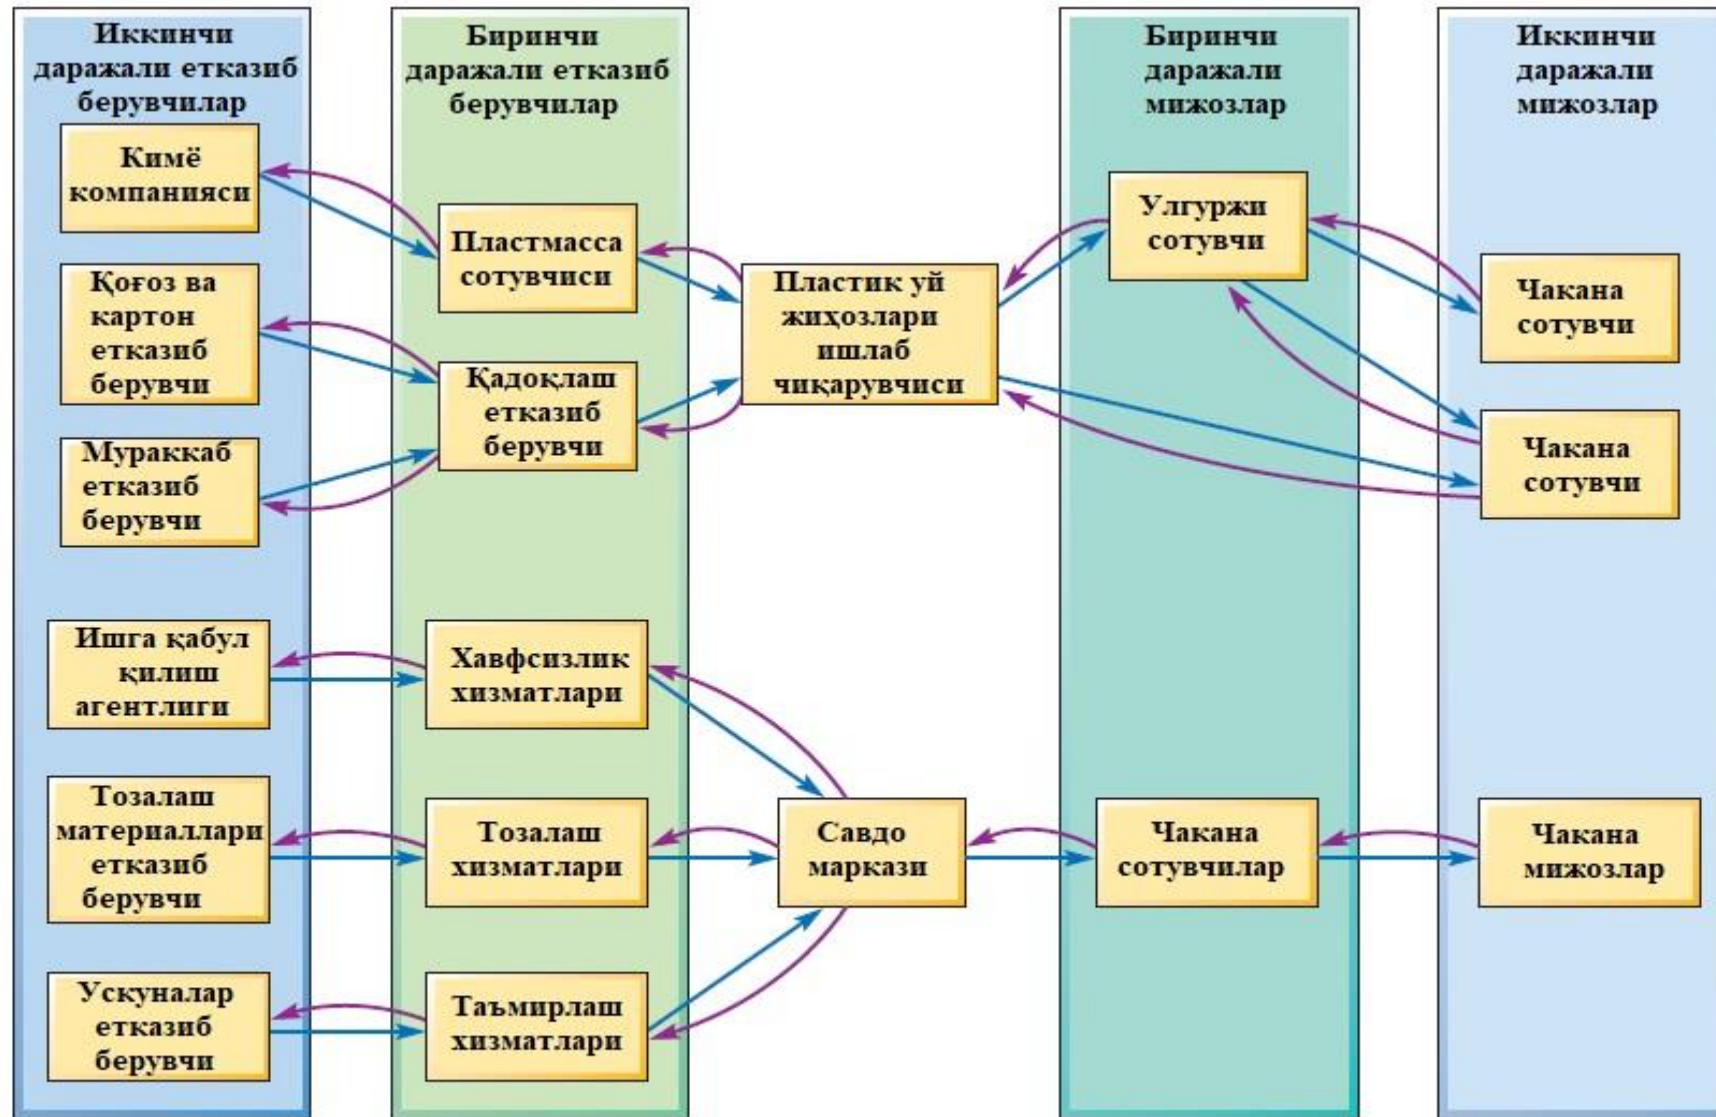 Иккинчи
даражали етказиб
берувчилар
Кимё
компанияси
Қоғоз ва
картон
етказиб
берувчи
Мураккаб
етказиб
берувчи
Ишга қабул
қилиш
агентлиги
Тозалаш
материаллари
етказиб
берувчи
Ускуналар
етказиб
берувчи
Биринчи
даражали етказиб
берувчилар
Пластмасса
сотувчиси
Қадоқлаш
етказиб
берувчи
Хавфсизлик
хизматлари
Тозалаш
хизматлари
Таъмирлаш
хизматлари
Пластик уй
жиҳозлари
ишлаб
чиқарувчиси
Савдо
маркази
Биринчи
даражали
мижозлар
Улгуржи
сотувчи
Чакана
сотувчилар
Иккинчи
даражали
мижозлар
Чакана
сотувчи
Чакана
сотувчи
Чакана
мижозлар